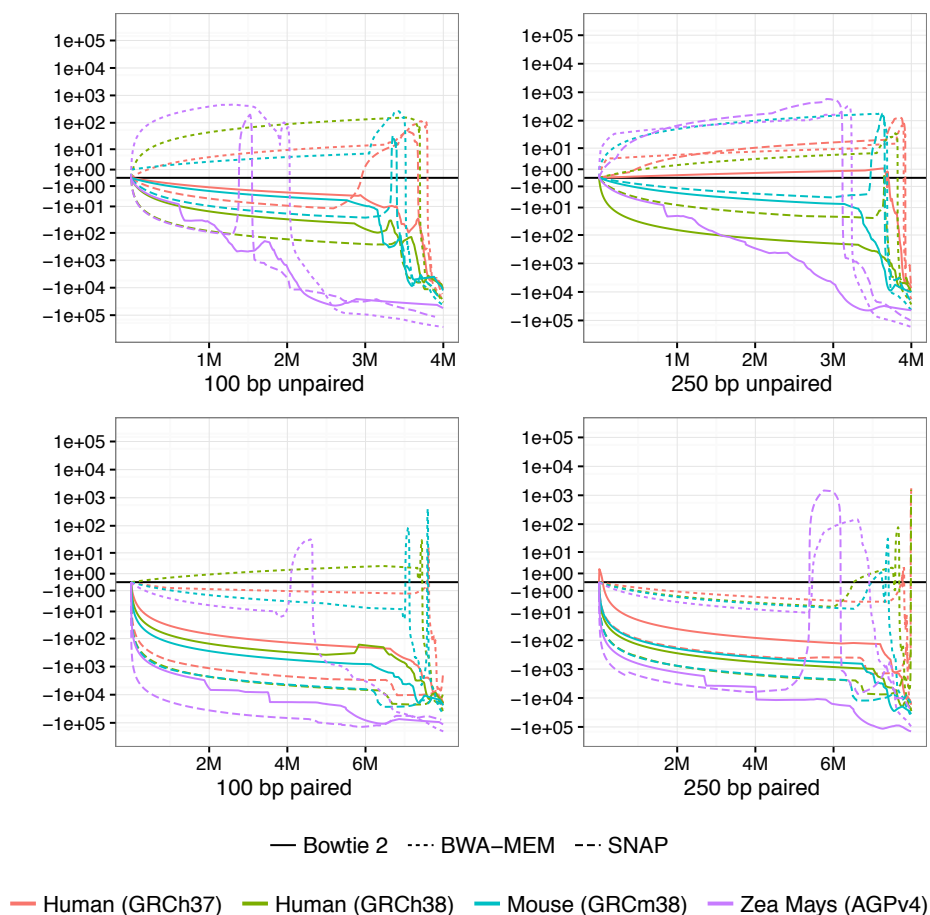 1e+05
1e+04
1e+03
1e+02
1e+01
1e+00
−1e+00
−1e+01
−1e+02
−1e+03
−1e+04
−1e+05
1M 2M 3M 4M
100 bp unpaired
1e+05
1e+04
1e+03
1e+02
1e+01
1e+00
−1e+00
−1e+01
−1e+02
−1e+03
−1e+04
−1e+05
1M 2M 3M 4M
250 bp unpaired
1e+05
1e+04
1e+03
1e+02
1e+01
1e+00
−1e+00
−1e+01
−1e+02
−1e+03
−1e+04
−1e+05
2M 4M 6M
100 bp paired
1e+05
1e+04
1e+03
1e+02
1e+01
1e+00
−1e+00
−1e+01
−1e+02
−1e+03
−1e+04
−1e+05
2M 4M 6M
250 bp paired
Bowtie 2 BWA−MEM SNAP
Human (GRCh37) Human (GRCh38) Mouse (GRCm38) Zea Mays (AGPv4)